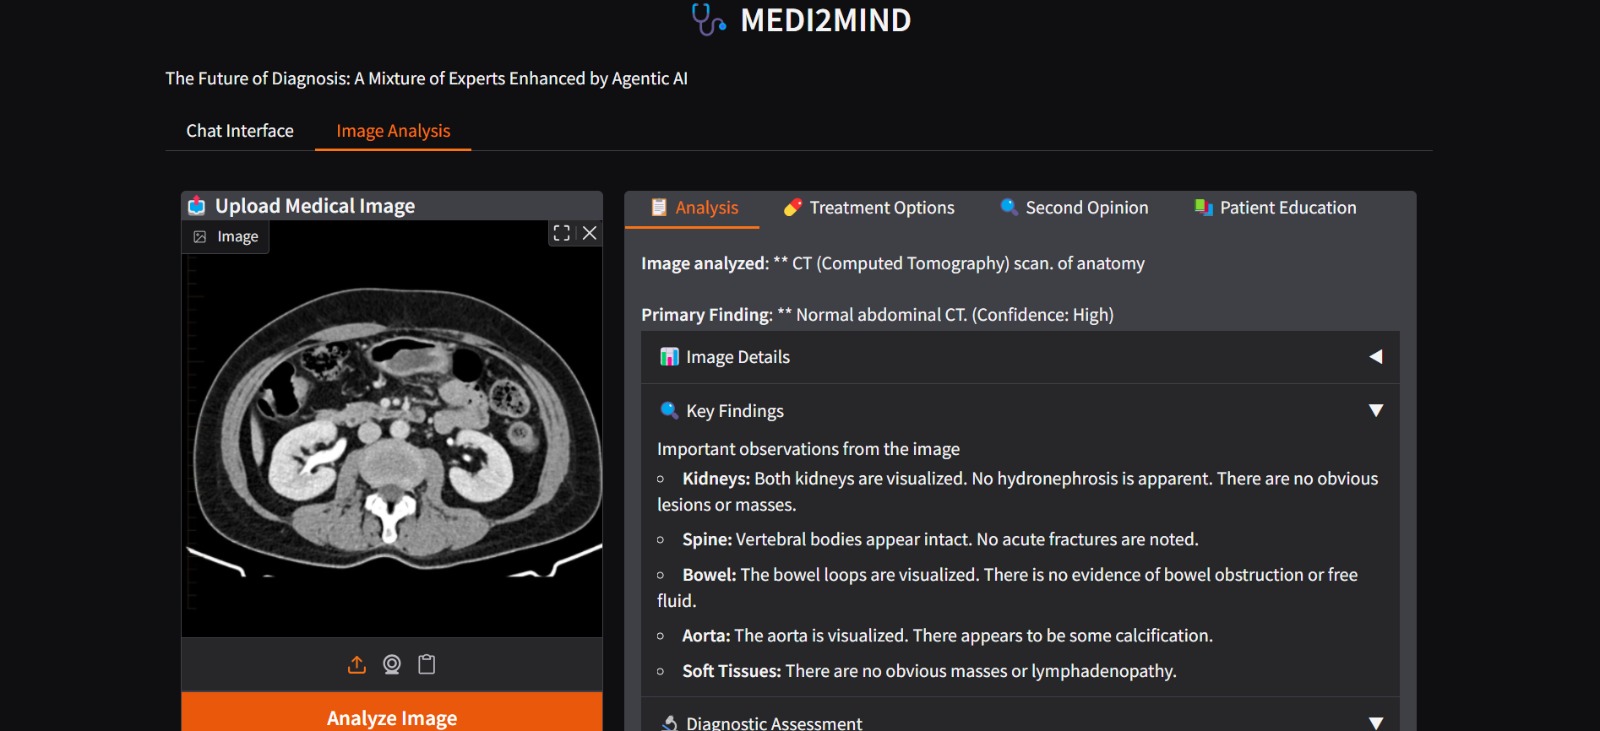 MEDI2MIND
The Future of Diagnosis: A Mixture of Experts Enhanced by Agentic AI
Chat Interface
Image Analysis
Upload Medical Image
Image
Analyze Image
Analysis
Treatment Options
Second Opinion
Patient Education
Image analyzed: ** CT (Computed Tomography) scan. of anatomy
Primary Finding: ** Normal abdominal CT. (Confidence: High)
Image Details
Key Findings
Important observations from the image
Kidneys: Both kidneys are visualized. No hydronephrosis is apparent. There are no obvious
lesions or masses.
Spine: Vertebral bodies appear intact. No acute fractures are noted.
Bowel: The bowel loops are visualized. There is no evidence of bowel obstruction or free
fluid.
Aorta: The aorta is visualized. There appears to be some calcification.
Soft Tissues: There are no obvious masses or lymphadenopathy.
Diagnostic Assessment